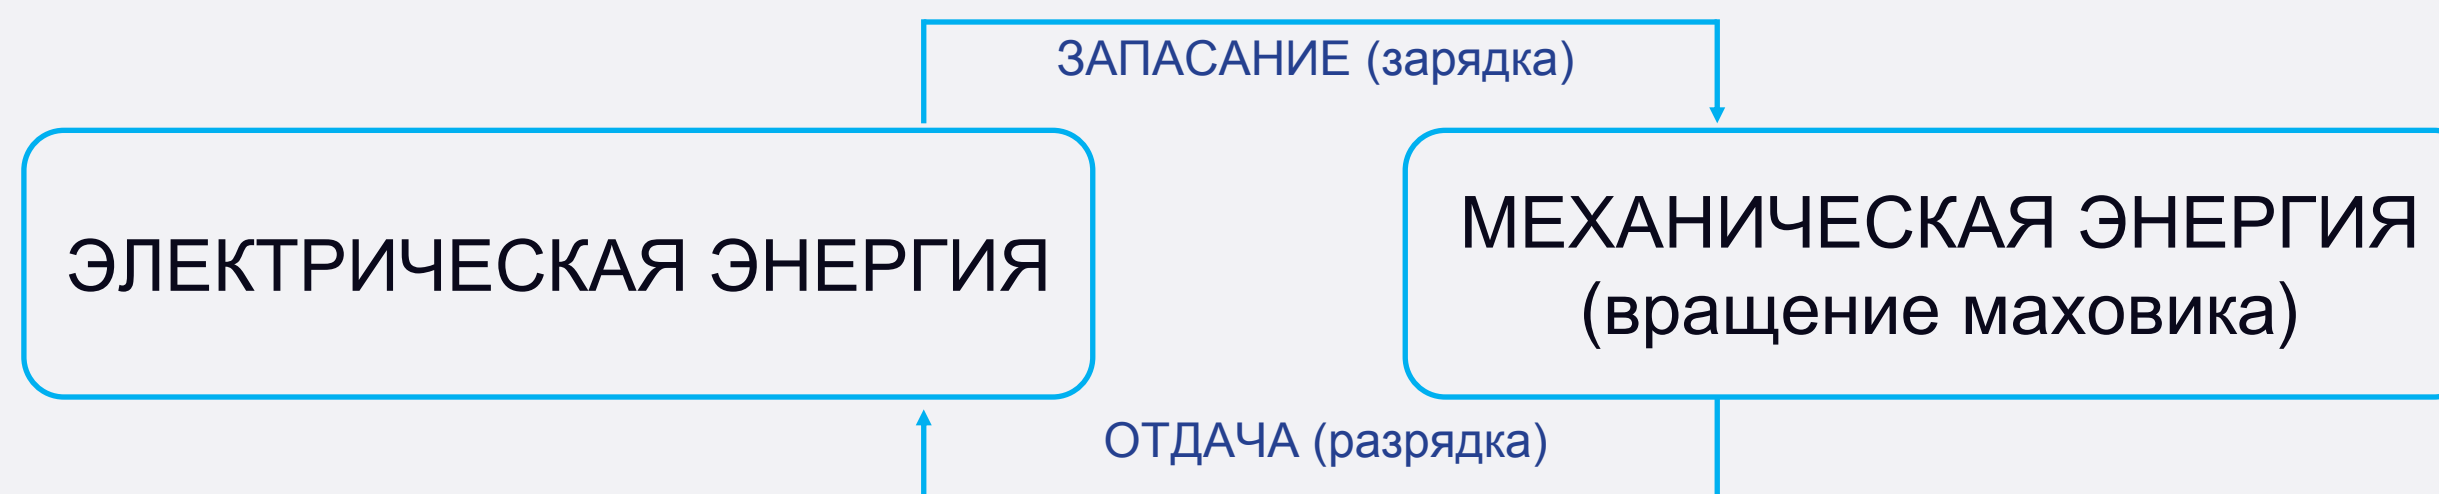 ЗАПАСАНИЕ (зарядка)
ЭЛЕКТРИЧЕСКАЯ ЭНЕРГИЯ
МЕХАНИЧЕСКАЯ ЭНЕРГИЯ
(вращение маховика)
ОТДАЧА (разрядка)